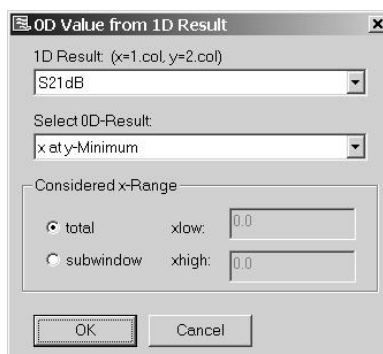 0D Value from 1D Result
1D Result: (x=1.col, y=2.col)
S21dB
Select 0D-Result:
x at y-Minimum
Considered x-Range
total
xlow:
0.0
subwindow
xhigh:
0.0
OK
Cancel